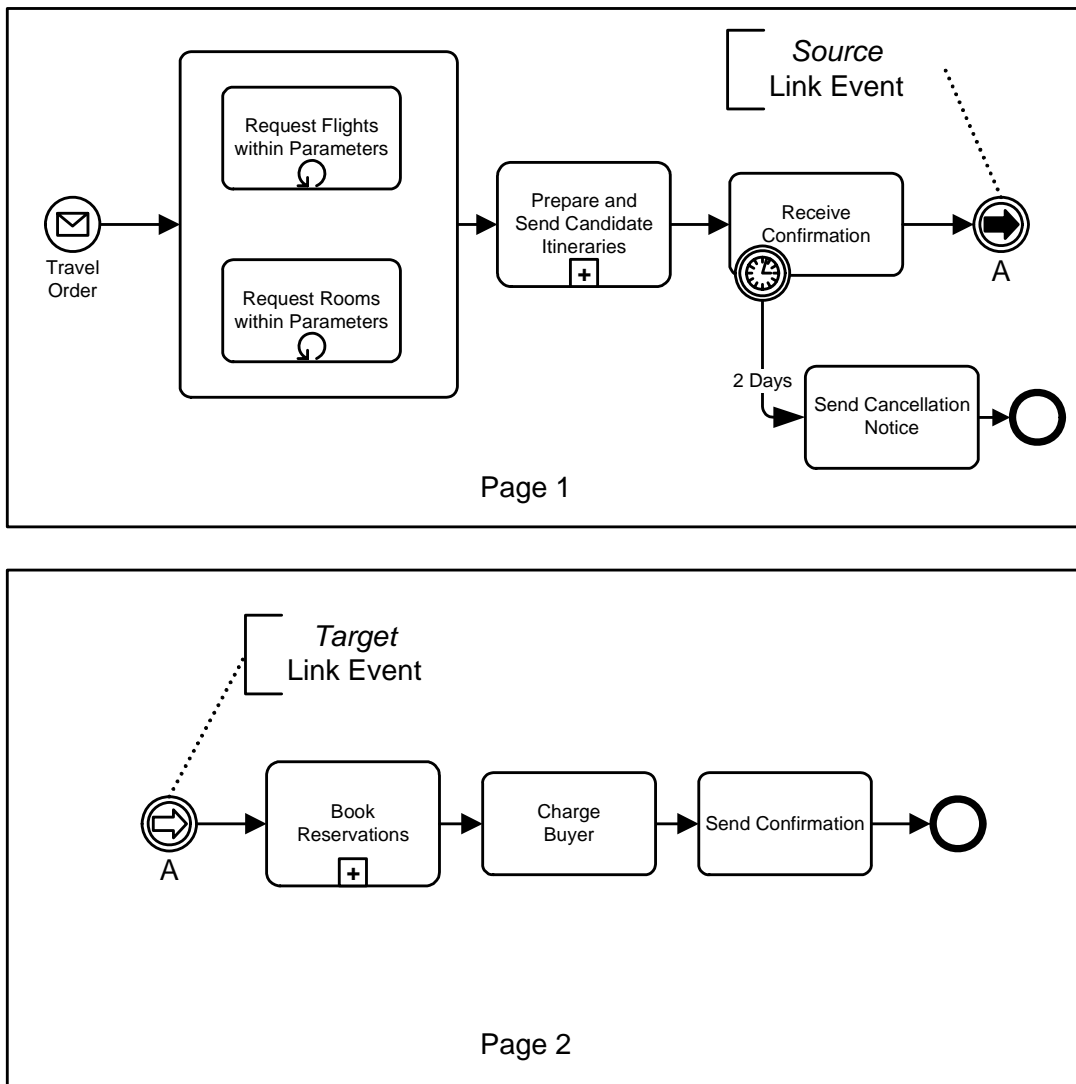 Source
Link Event
Request Flights
within Parameters
Prepare and
Send Candidate
Itineraries
+
Receive
Confirmation
Travel
Order
A
Request Rooms
within Parameters
2 Days
Send Cancellation
Notice
Page 1
Target
Link Event
Book
Reservations
+
Charge
Buyer
Send Confirmation
A
Page 2